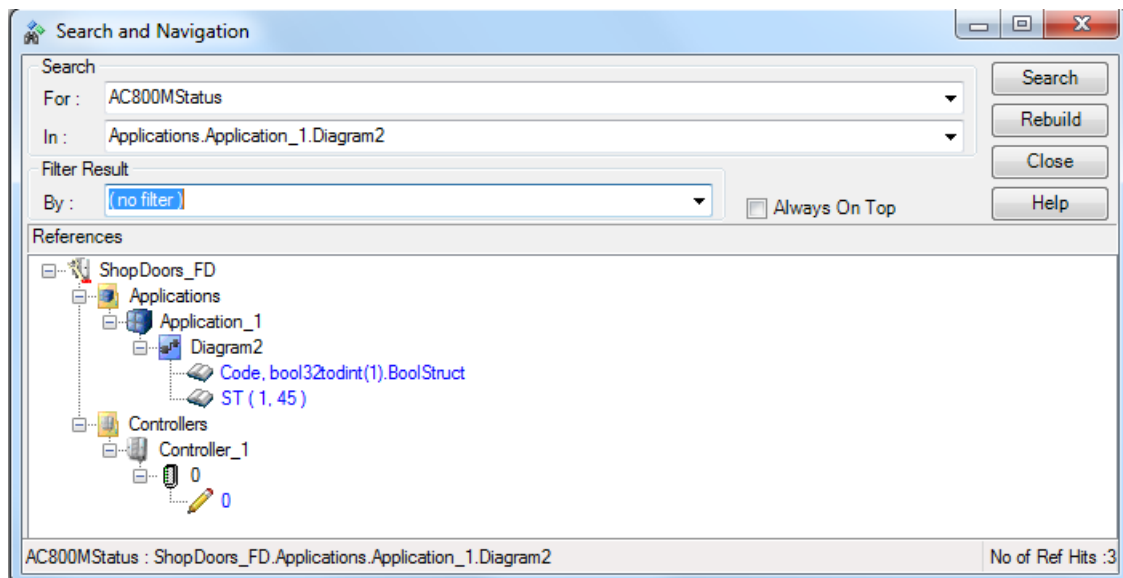 Search and Navigation
Search
For : AC800MStatus
In : Applications.Application_1.Diagram2
Filter Result
By : ( no filter )
Always On Top
Search
Rebuild
Close
Help
References
ShopDoors_FD
Applications
Application_1
Diagram2
Code, bool32todint(1).BoolStruct
ST ( 1, 45 )
Controllers
Controller_1
0
0
AC800MStatus : ShopDoors_FD.Applications.Application_1.Diagram2 No of Ref Hits :3